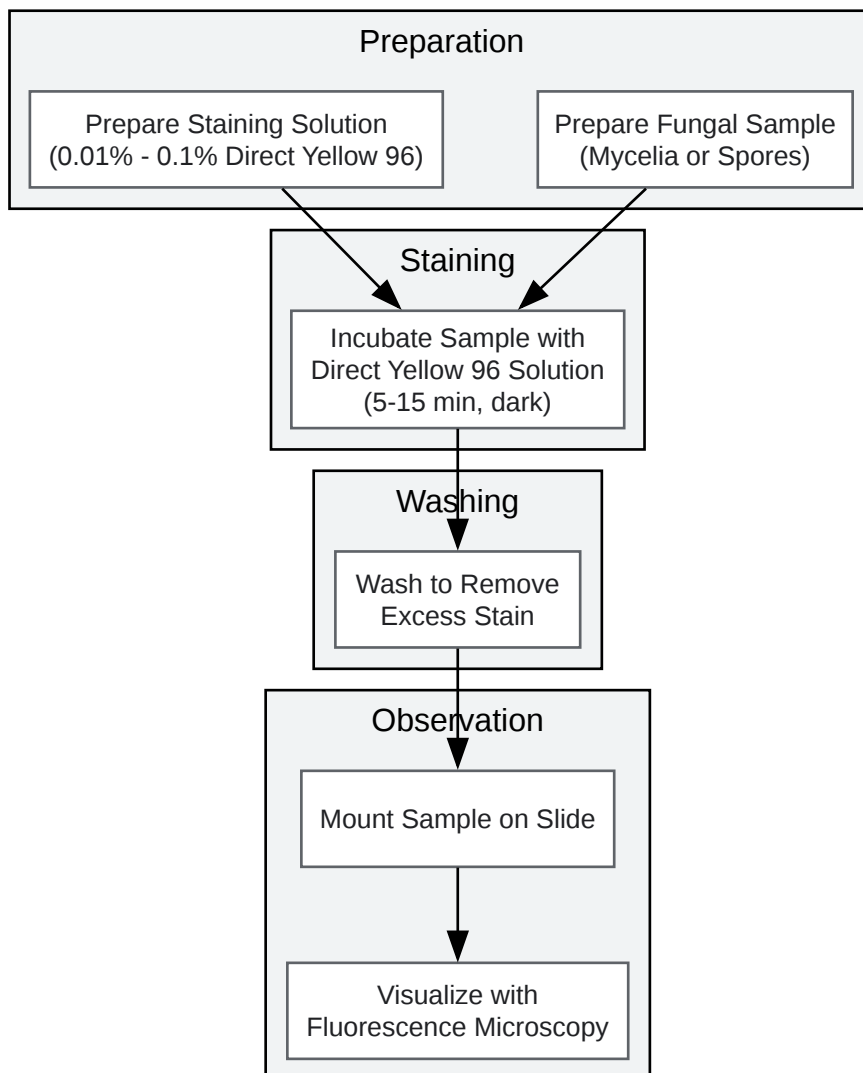 Preparation
Prepare Staining Solution
(0.01% - 0.1% Direct Yellow 96)
Prepare Fungal Sample
(Mycelia or Spores)
Staining
Incubate Sample with
Direct Yellow 96 Solution
(5-15 min, dark)
Washing
Wash to Remove
Excess Stain
Observation
Mount Sample on Slide
Visualize with
Fluorescence Microscopy